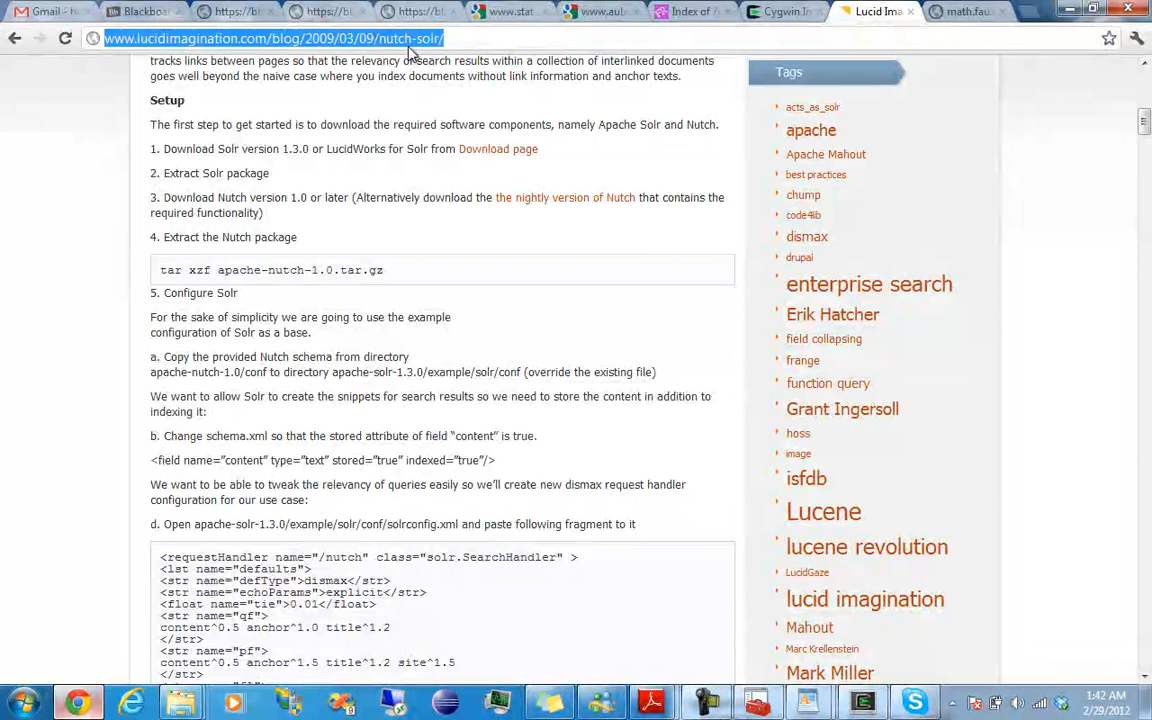 Gmail -
Blackboa
https://bl
https://bl
https://bl
www.stat
www.aub
Index of /
Cygwin In
Lucid Ima
math.fau
www.lucidimagination.com/blog/2009/03/09/nutch-solr/
tracks links between pages so that the relevancy of search results within a collection of interlinked documents
goes well beyond the naive case where you index documents without link information and anchor texts.
Setup
The first step to get started is to download the required software components, namely Apache Solr and Nutch.
1. Download Solr version 1.3.0 or LucidWorks for Solr from Download page
2. Extract Solr package
3. Download Nutch version 1.0 or later (Alternatively download the the nightly version of Nutch that contains the
required functionality)
4. Extract the Nutch package
tar xzf apache-nutch-1.0.tar.gz
5. Configure Solr
For the sake of simplicity we are going to use the example
configuration of Solr as a base.
a. Copy the provided Nutch schema from directory
apache-nutch-1.0/conf to directory apache-solr-1.3.0/example/solr/conf (override the existing file)
We want to allow Solr to create the snippets for search results so we need to store the content in addition to
indexing it:
b. Change schema.xml so that the stored attribute of field “content” is true.
<field name=”content” type=”text” stored=”true” indexed=”true”/>
We want to be able to tweak the relevancy of queries easily so we’ll create new dismax request handler
configuration for our use case:
d. Open apache-solr-1.3.0/example/solr/conf/solrconfig.xml and paste following fragment to it
<requestHandler name="/nutch" class="solr.SearchHandler" >
<lst name="defaults">
<str name="defType">dismax</str>
<str name="echoParams">explicit</str>
<float name="tie">0.01</float>
<str name="qf">
content^0.5 anchor^1.0 title^1.2
</str>
<str name="pf">
content^0.5 anchor^1.5 title^1.2 site^1.5
</str>
Tags
acts_as_solr
apache
Apache Mahout
best practices
chump
code4lib
dismax
drupal
enterprise search
Erik Hatcher
field collapsing
frange
function query
Grant Ingersoll
hoss
image
isfdb
Lucene
lucene revolution
LucidGaze
lucid imagination
Mahout
Marc Krellenstein
Mark Miller
1:42 AM
2/29/2012